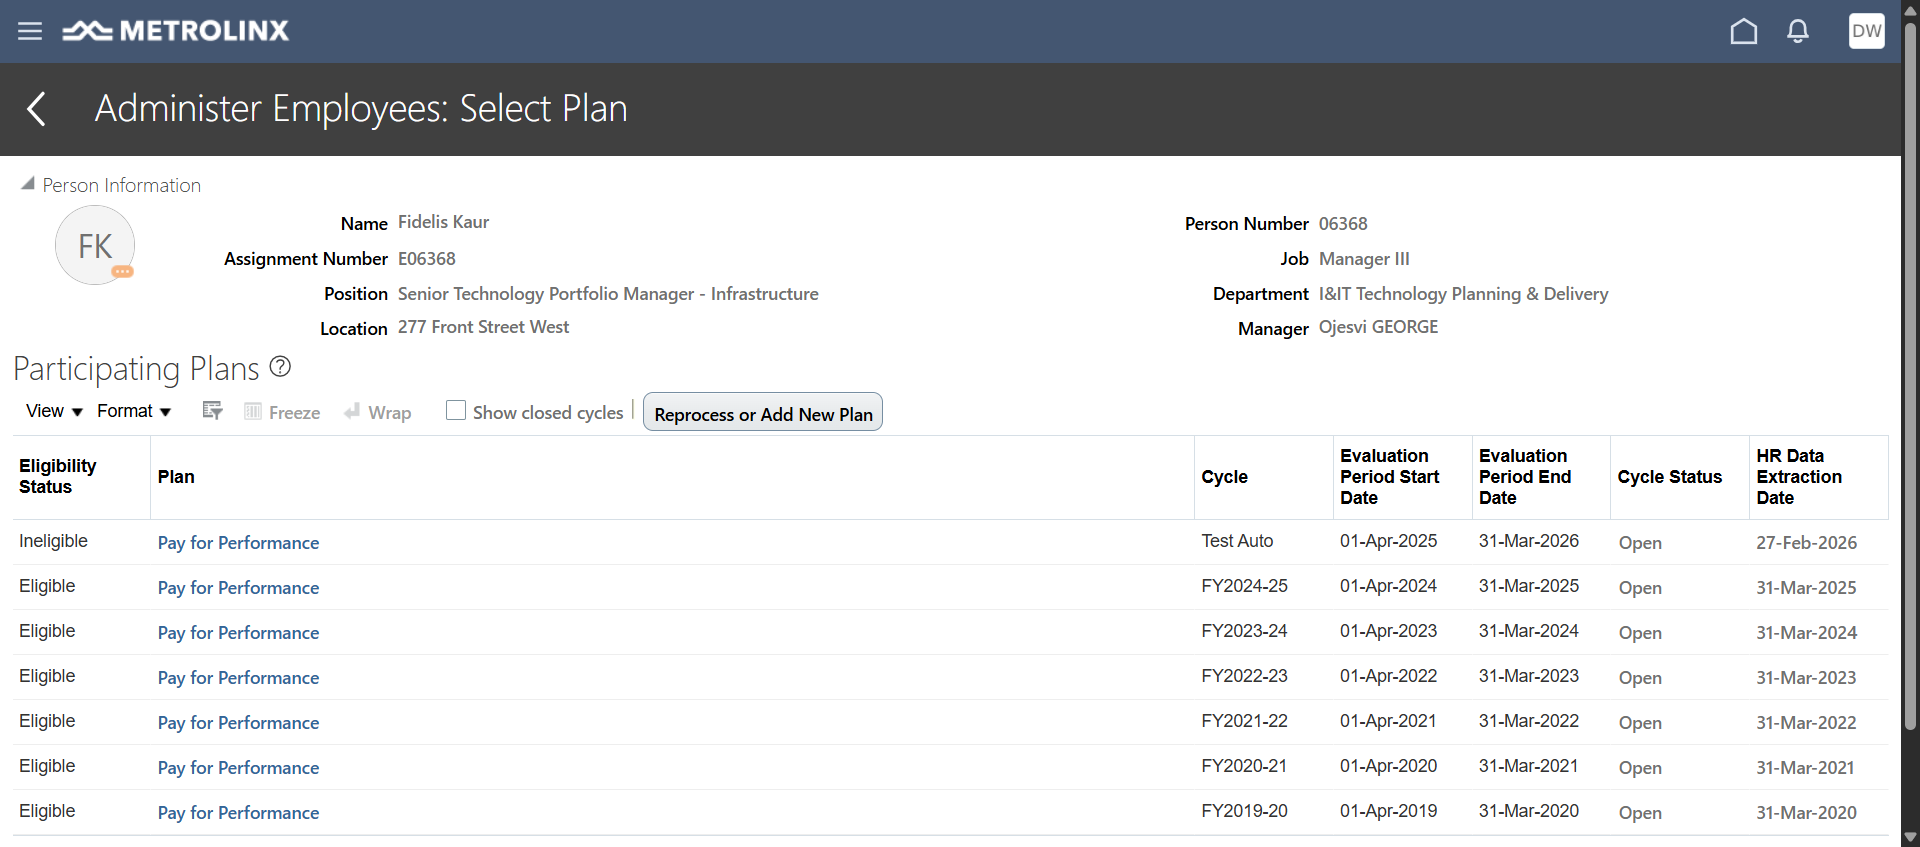 METROLINX
DW
Administer Employees: Select Plan
Person Information
FK
Name Fidelis Kaur
Person Number 06368
Assignment Number E06368
Job Manager III
Position Senior Technology Portfolio Manager - Infrastructure
Department I&IT Technology Planning & Delivery
Location 277 Front Street West
Manager Ojesvi GEORGE
Participating Plans ?
View Format Freeze Wrap Show closed cycles Reprocess or Add New Plan
Eligibility Status Plan Cycle Evaluation Period Start Date Evaluation Period End Date Cycle Status HR Data Extraction Date
Ineligible Pay for Performance Test Auto 01-Apr-2025 31-Mar-2026 Open 27-Feb-2026
Eligible Pay for Performance FY2024-25 01-Apr-2024 31-Mar-2025 Open 31-Mar-2025
Eligible Pay for Performance FY2023-24 01-Apr-2023 31-Mar-2024 Open 31-Mar-2024
Eligible Pay for Performance FY2022-23 01-Apr-2022 31-Mar-2023 Open 31-Mar-2023
Eligible Pay for Performance FY2021-22 01-Apr-2021 31-Mar-2022 Open 31-Mar-2022
Eligible Pay for Performance FY2020-21 01-Apr-2020 31-Mar-2021 Open 31-Mar-2021
Eligible Pay for Performance FY2019-20 01-Apr-2019 31-Mar-2020 Open 31-Mar-2020